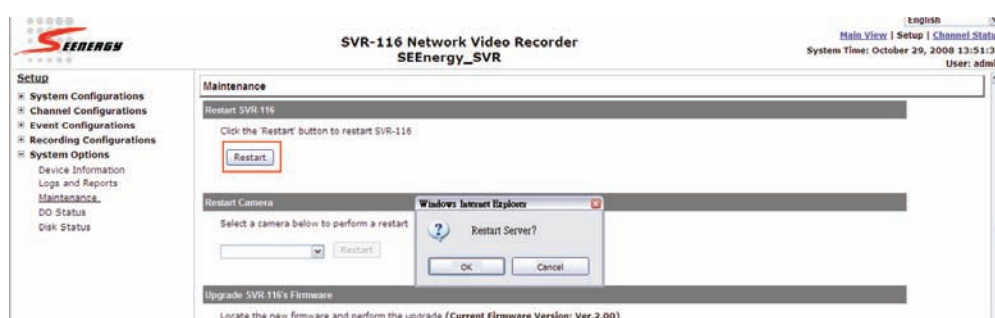 SEENERGY
SVR-116 Network Video Recorder
SEEnergy_SVR
English
Main View | Setup | Channel Statu
System Time: October 29, 2008 13:51:3
User: admi
Setup
System Configurations
Channel Configurations
Event Configurations
Recording Configurations
System Options
Device Information
Logs and Reports
Maintenance
DO Status
Disk Status
Maintenance
Restart SVR-116
Click the 'Restart' button to restart SVR-116
Restart
Restart Camera
Select a camera below to perform a restart
Restart
Windows Internet Explorer
Restart Server?
OK
Cancel
Upgrade SVR-116's Firmware
Locate the new firmware and perform the upgrade (Current Firmware Version: Ver.2.00)